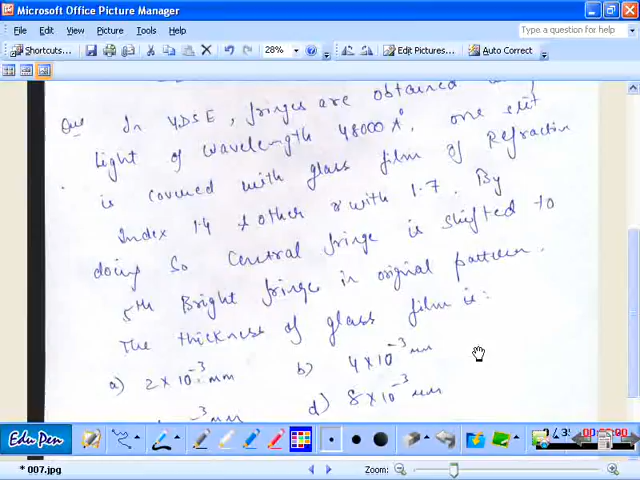 Microsoft Office Picture Manager
File Edit View Picture Tools Help
Type a question for help
Shortcuts... 28% Edit Pictures... Auto Correct
Que In YDSE, fringes are obtained
Light of wavelength 48000 A°. one slit
is covered with glass film of Refractive
Index 1.4 & other with 1.7. By
doing so Central fringe is shifted to
5th Bright fringe in original pattern.
The thickness of glass film is:
a) 2 x 10⁻³ mm b) 4 x 10⁻³ mm
d) 8 x 10⁻³ mm
Edu Pen
*007.jpg
Zoom: